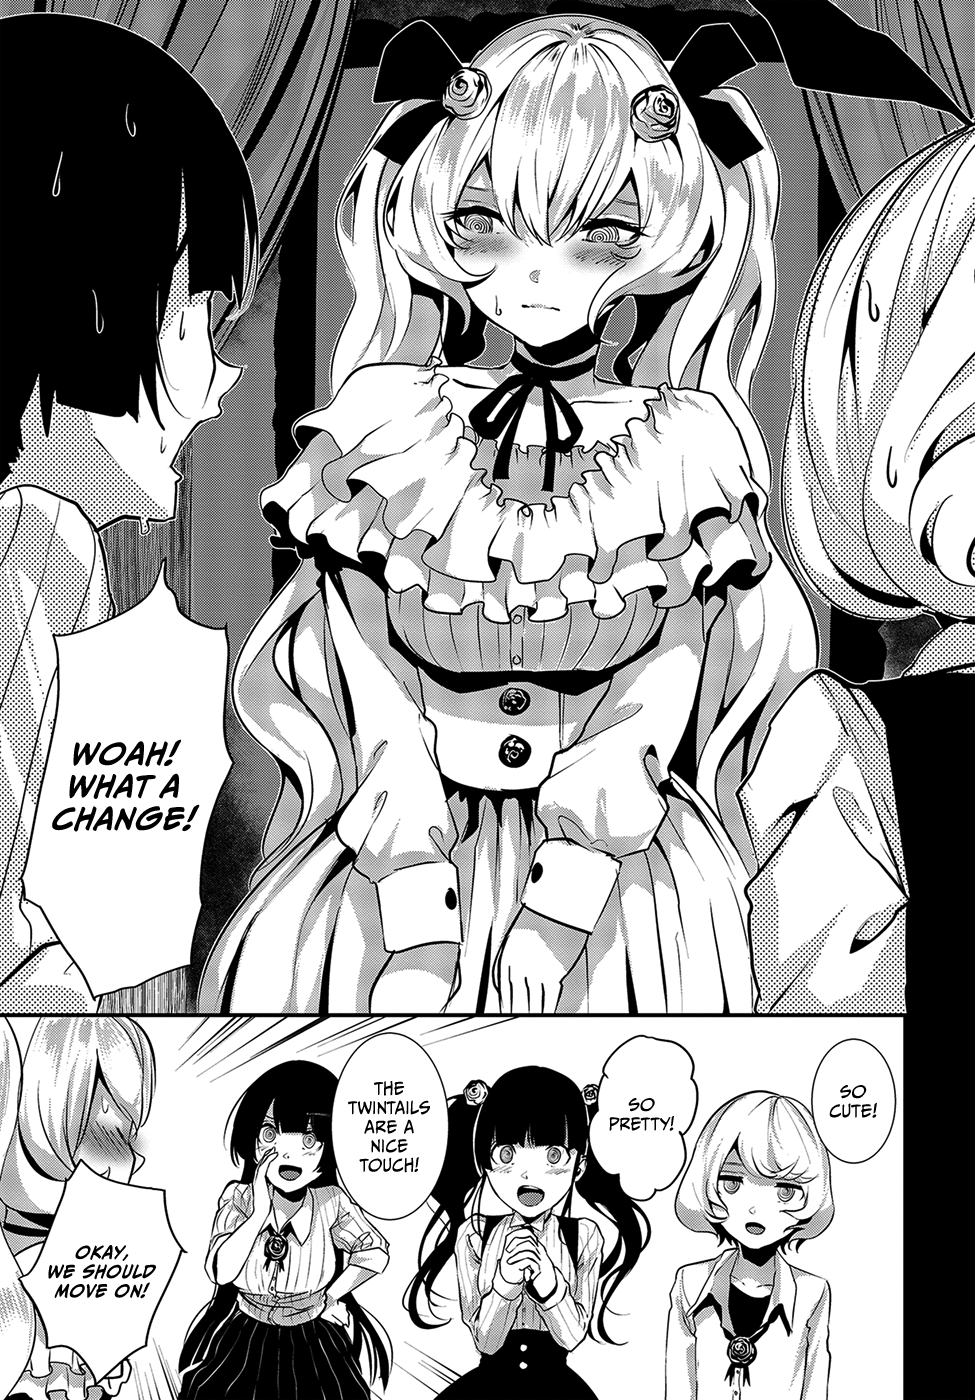 WOAH!
WHAT A
CHANGE!
SO
CUTE!
SO
PRETTY!
THE
TWINTAILS
ARE A
NICE
TOUCH!
OKAY,
WE SHOULD
MOVE ON!